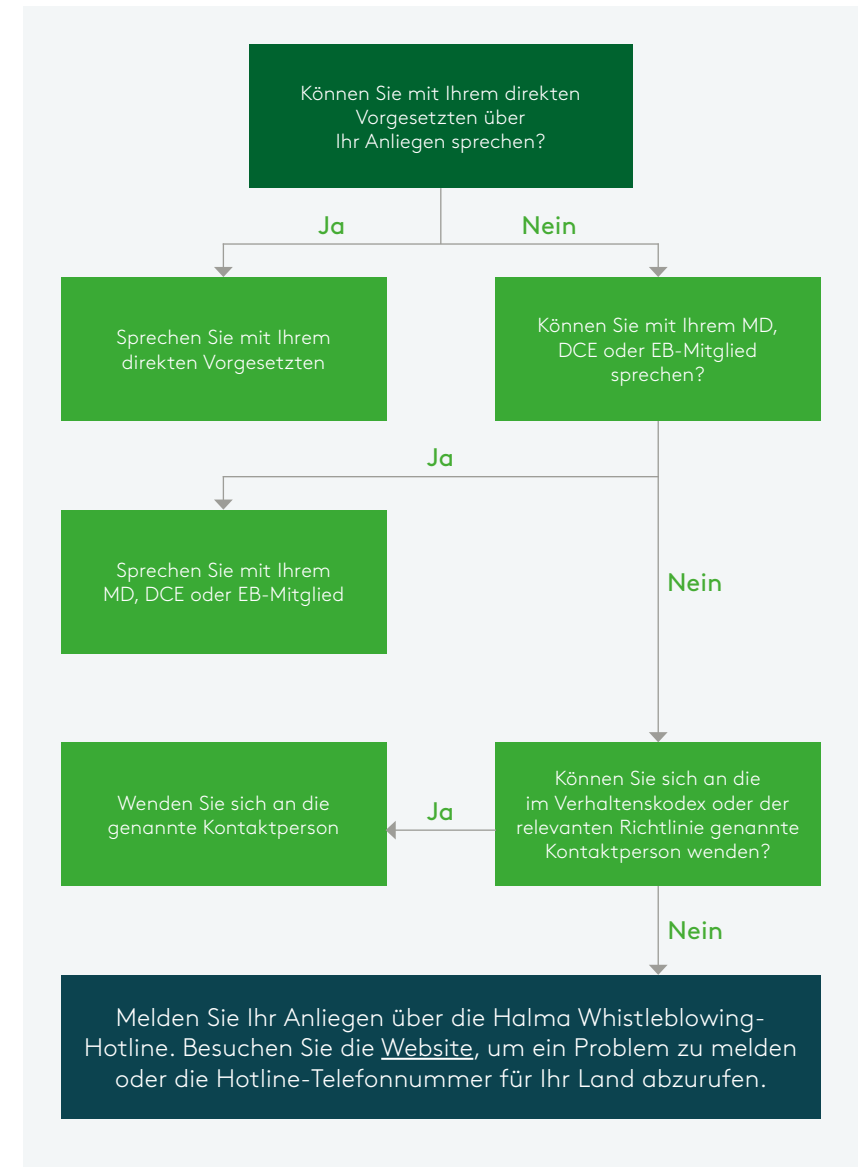 Können Sie mit Ihrem direkten
Vorgesetzten über
Ihr Anliegen sprechen?
Ja
Nein
Sprechen Sie mit Ihrem
direkten Vorgesetzten
Können Sie mit Ihrem MD,
DCE oder EB-Mitglied
sprechen?
Ja
Sprechen Sie mit Ihrem
MD, DCE oder EB-Mitglied
Nein
Wenden Sie sich an die
genannte Kontaktperson
Ja
Können Sie sich an die
im Verhaltenskodex oder der
relevanten Richtlinie genannte
Kontaktperson wenden?
Nein
Melden Sie Ihr Anliegen über die Halma Whistleblowing-
Hotline. Besuchen Sie die Website, um ein Problem zu melden
oder die Hotline-Telefonnummer für Ihr Land abzurufen.